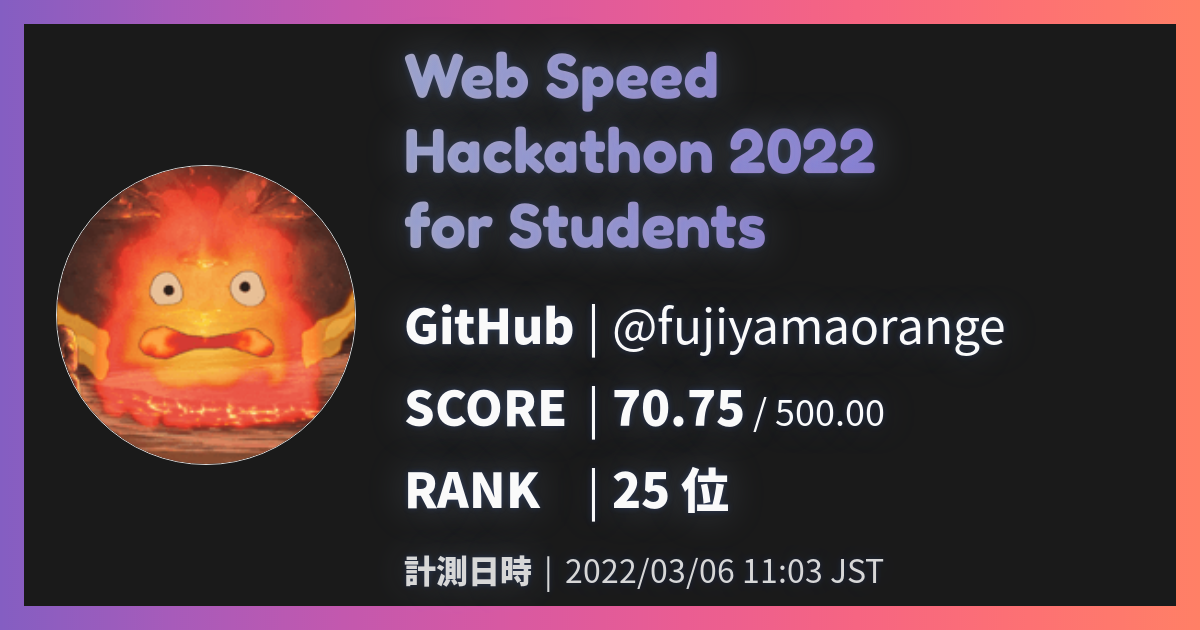 Web Speed
Hackathon 2022
for Students
GitHub | @fujiyamaorange
SCORE | 70.75 / 500.00
RANK | 25 位
計測日時 | 2022/03/06 11:03 JST